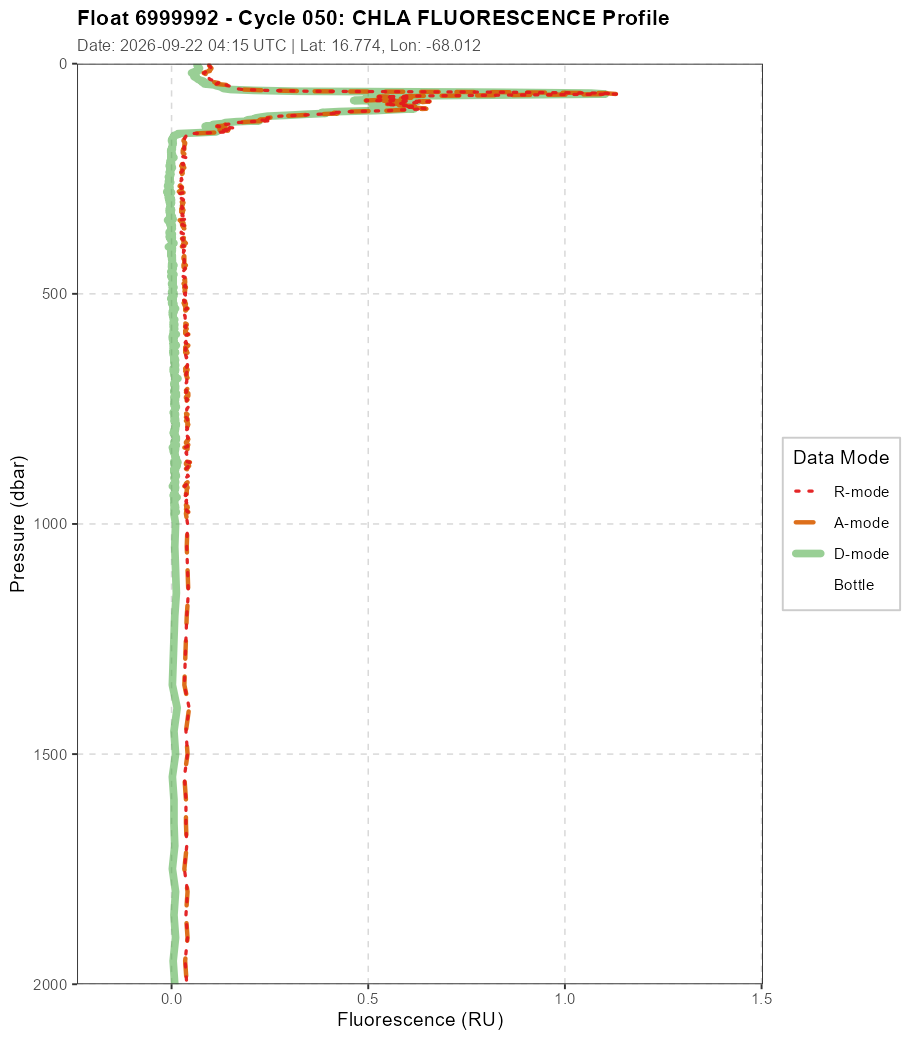 Float 6999992 - Cycle 050: CHLA FLUORESCENCE Profile
Date: 2026-09-22 04:15 UTC | Lat: 16.774, Lon: -68.012
0
500
1000
1500
2000
Pressure (dbar)
0.0
0.5
1.0
1.5
Fluorescence (RU)
Data Mode
R-mode
A-mode
D-mode
Bottle